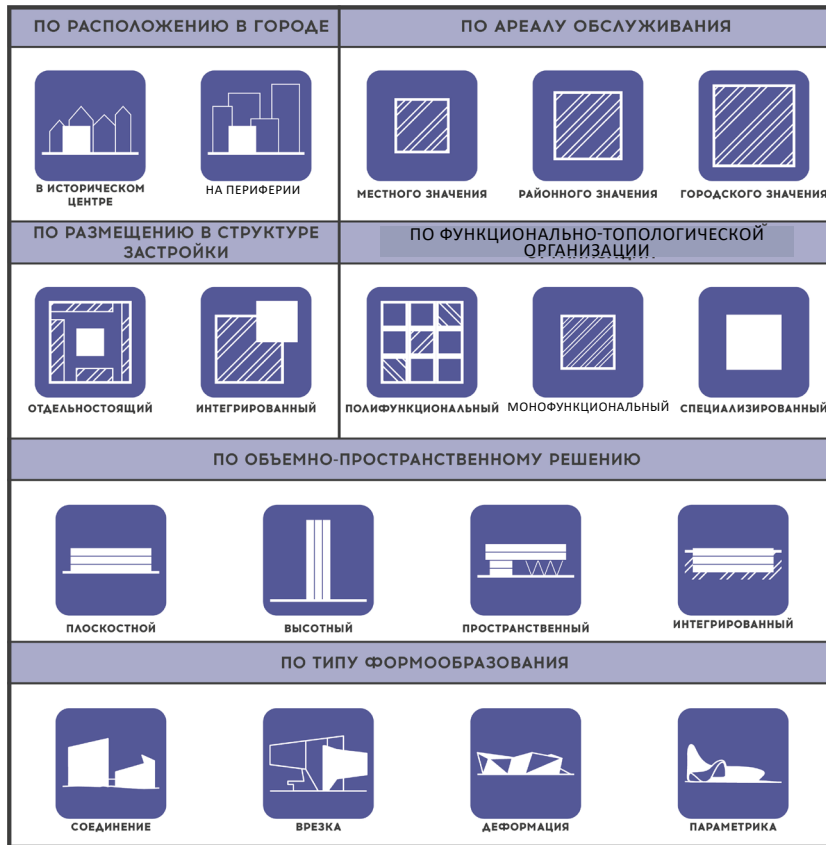 ПО РАСПОЛОЖЕНИЮ В ГОРОДЕ
ПО АРЕАЛУ ОБСЛУЖИВАНИЯ
В ИСТОРИЧЕСКОМ
ЦЕНТРЕ
НА ПЕРИФЕРИИ
МЕСТНОГО ЗНАЧЕНИЯ
РАЙОННОГО ЗНАЧЕНИЯ
ГОРОДСКОГО ЗНАЧЕНИЯ
ПО РАЗМЕЩЕНИЮ В СТРУКТУРЕ
ЗАСТРОЙКИ
ПО ФУНКЦИОНАЛЬНО-ТОПОЛОГИЧЕСКОЙ
ОРГАНИЗАЦИИ
ОТДЕЛЬНОСТОЯЩИЙ
ИНТЕГРИРОВАННЫЙ
ПОЛИФУНКЦИОНАЛЬНЫЙ
МОНОФУНКЦИОНАЛЬНЫЙ
СПЕЦИАЛИЗИРОВАННЫЙ
ПО ОБЪЕМНО-ПРОСТРАНСТВЕННОМУ РЕШЕНИЮ
ПЛОСКОСТНОЙ
ВЫСОТНЫЙ
ПРОСТРАНСТВЕННЫЙ
ИНТЕГРИРОВАННЫЙ
ПО ТИПУ ФОРМООБРАЗОВАНИЯ
СОЕДИНЕНИЕ
ВРЕЗКА
ДЕФОРМАЦИЯ
ПАРАМЕТРИКА